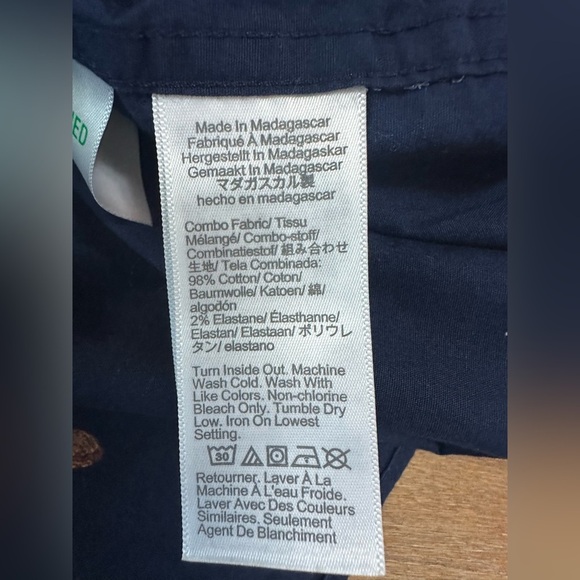 ED
Made In Madagascar
Fabriqué À Madagascar
Hergestellt In Madagaskar
Gemaakt In Madagascar
マダガスカル製
hecho en madagascar
Combo Fabric/ Tissu
Mélangé/ Combo-stoff/
Combinatiestof/ 組み合わせ
生地/ Tela Combinada:
98% Cotton/ Coton/
Baumwolle/ Katoen/ 綿/
algodón
2% Elastane/ Élasthanne/
Elastan/ Elastaan/ ポリウレ
タン/ elastano
Turn Inside Out. Machine
Wash Cold. Wash With
Like Colors. Non-chlorine
Bleach Only. Tumble Dry
Low. Iron On Lowest
Setting.
30
Retourner. Laver À La
Machine À L'eau Froide.
Laver Avec Des Couleurs
Similaires. Seulement
Agent De Blanchiment